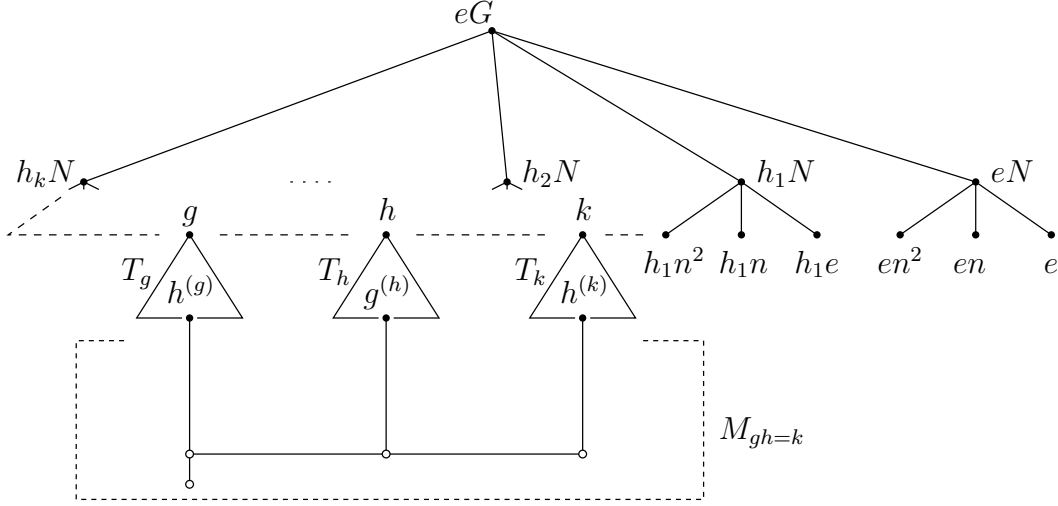 eG
h_kN .... h_2N h_1N eN
g h k
T_g T_h T_k h_1n^2 h_1n h_1e en^2 en e
h^{(g)} g^{(h)} h^{(k)}
M_{gh=k}